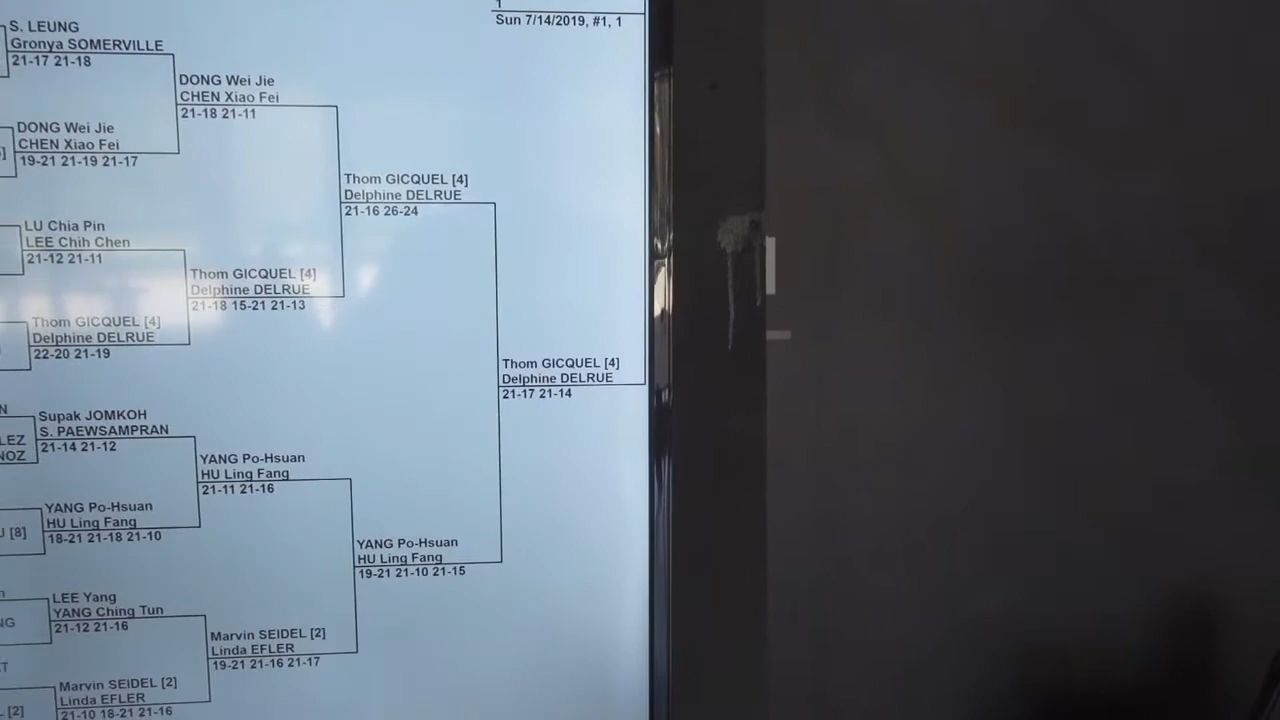 1
Sun 7/14/2019, #1, 1
S. LEUNG
Gronya SOMERVILLE
21-17 21-18
DONG Wei Jie
CHEN Xiao Fei
21-18 21-11
DONG Wei Jie
CHEN Xiao Fei
19-21 21-19 21-17
Thom GICQUEL [4]
Delphine DELRUE
21-16 26-24
LU Chia Pin
LEE Chih Chen
21-12 21-11
Thom GICQUEL [4]
Delphine DELRUE
21-18 15-21 21-13
Thom GICQUEL [4]
Delphine DELRUE
22-20 21-19
Thom GICQUEL [4]
Delphine DELRUE
21-17 21-14
N
LEZ
NOZ
Supak JOMKOH
S. PAEWSAMPRAN
21-14 21-12
YANG Po-Hsuan
HU Ling Fang
21-11 21-16
U [8]
YANG Po-Hsuan
HU Ling Fang
18-21 21-18 21-10
YANG Po-Hsuan
HU Ling Fang
19-21 21-10 21-15
NG
LEE Yang
YANG Ching Tun
21-12 21-16
Marvin SEIDEL [2]
Linda EFLER
19-21 21-16 21-17
T
L [2]
Marvin SEIDEL [2]
Linda EFLER
21-10 18-21 21-16